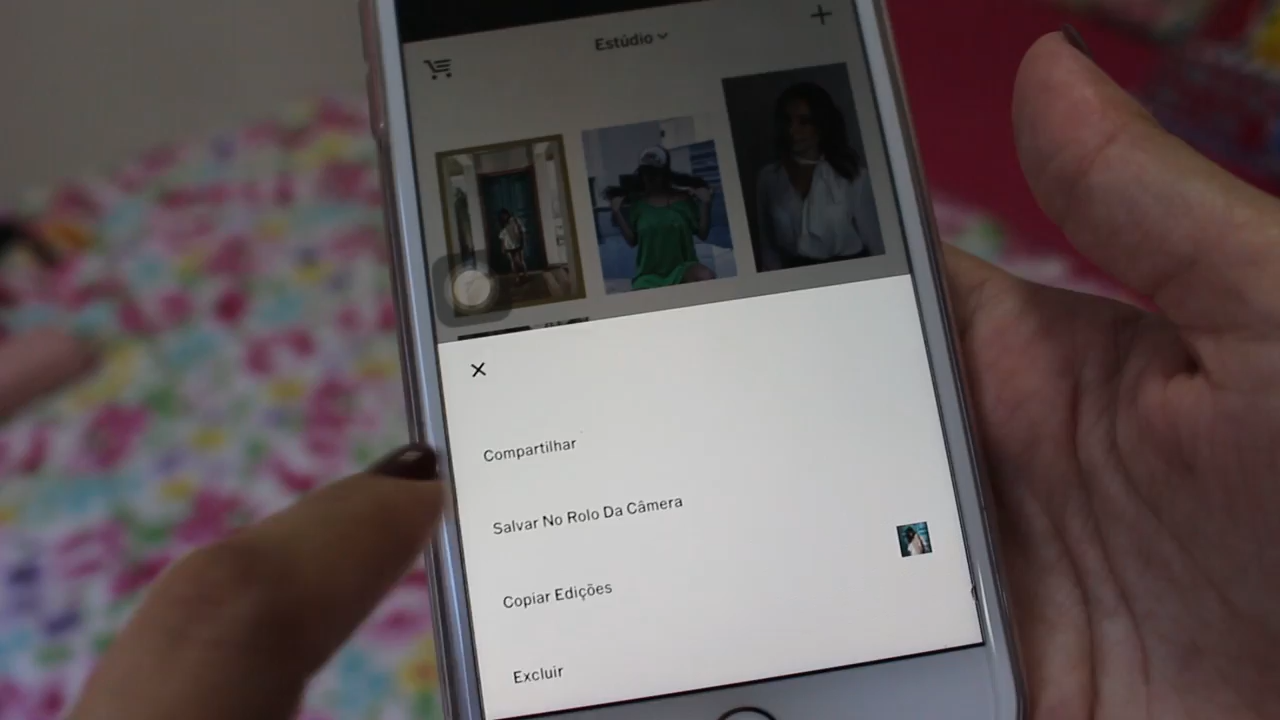 Estúdio
Compartilhar
Salvar No Rolo Da Câmera
Copiar Edições
Excluir